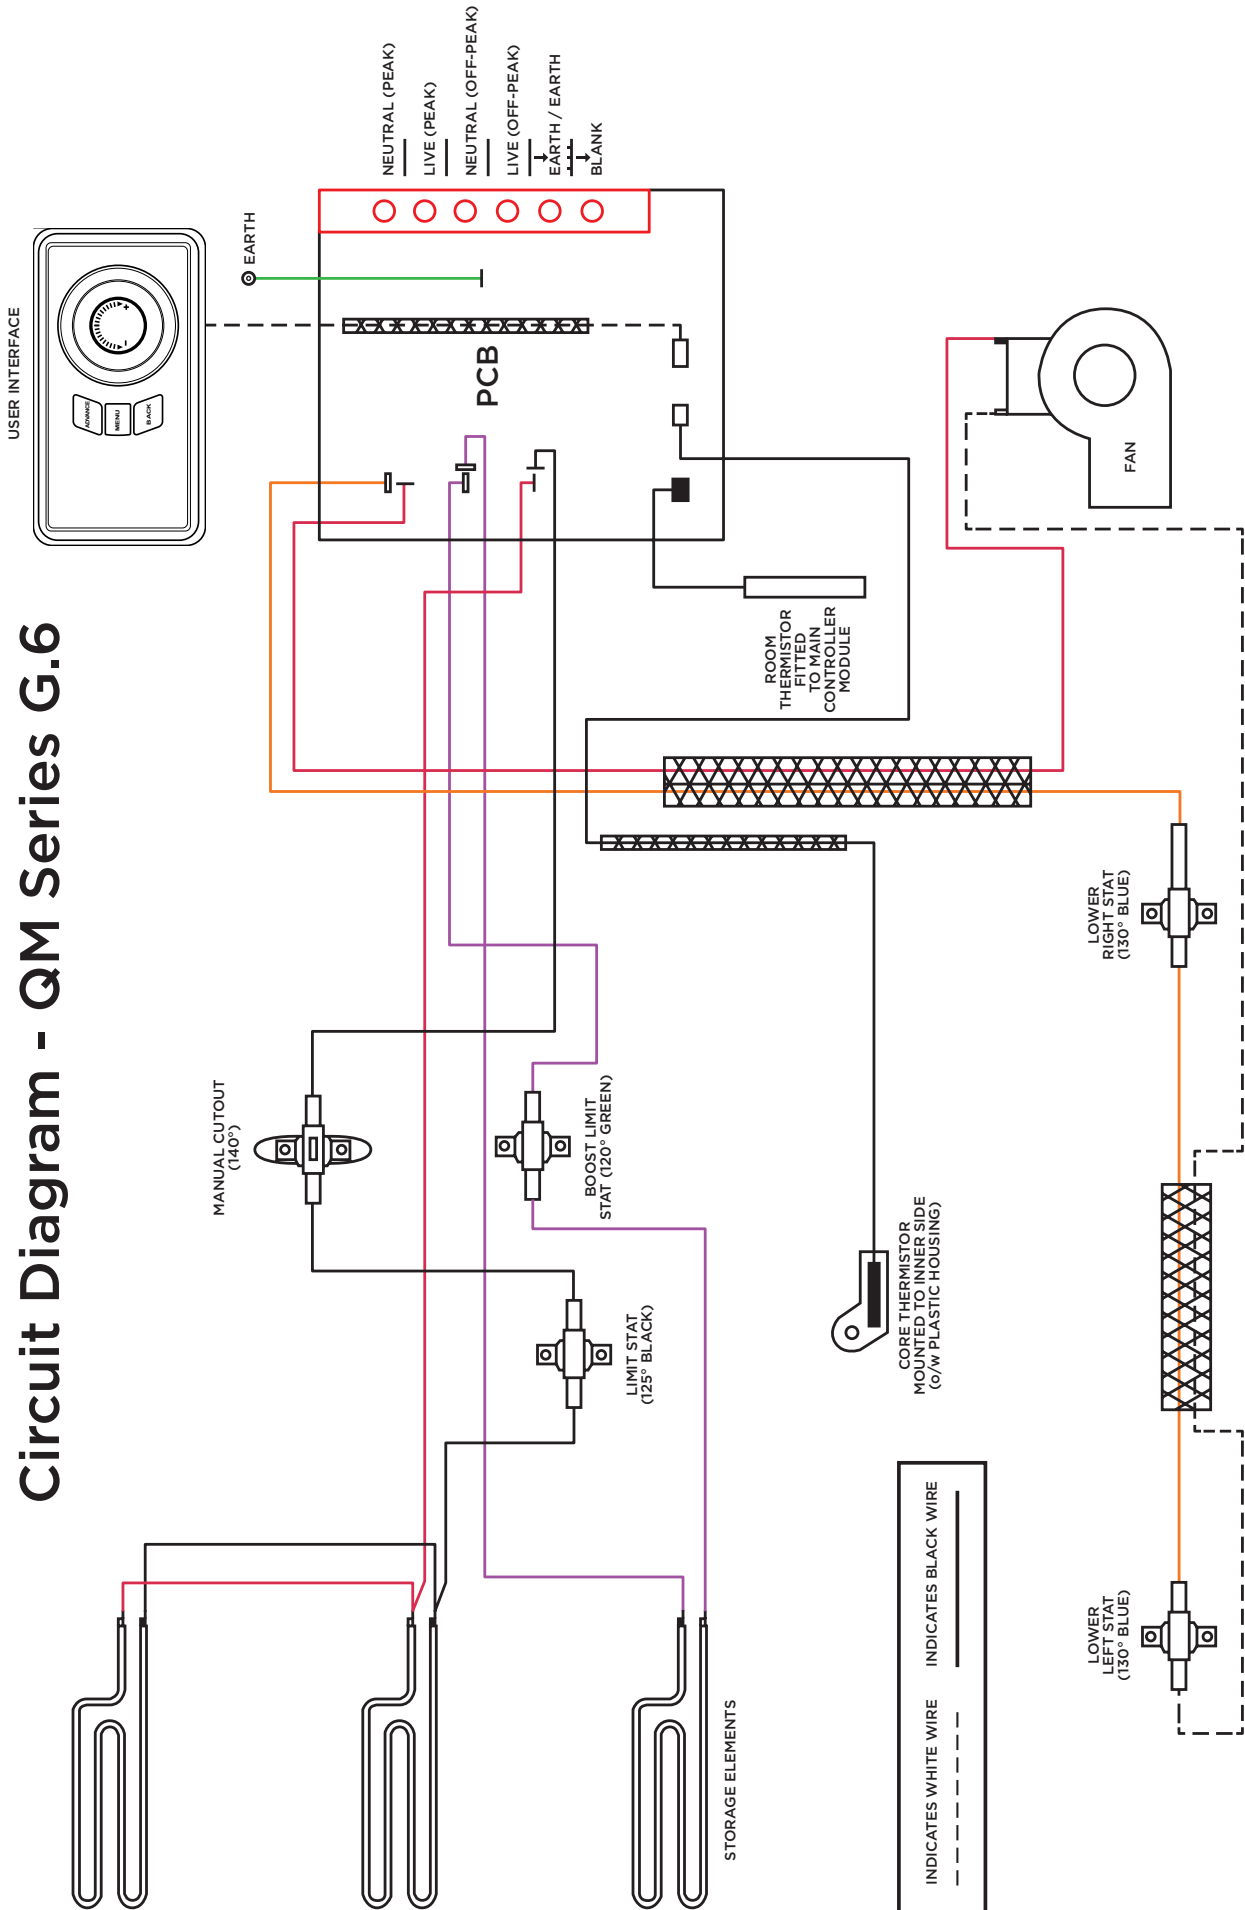 Circuit Diagram - QM Series G.6
USER INTERFACE
ADVANCE
MENU
BACK
EARTH
NEUTRAL (PEAK)
LIVE (PEAK)
NEUTRAL (OFF-PEAK)
LIVE (OFF-PEAK)
EARTH / EARTH
BLANK
PCB
MANUAL CUTOUT
(140°)
BOOST LIMIT
STAT (120° GREEN)
LIMIT STAT
(125° BLACK)
ROOM
THERMISTOR
FITTED
TO MAIN
CONTROLLER
MODULE
FAN
STORAGE ELEMENTS
CORE THERMISTOR
MOUNTED TO INNER SIDE
(o/w PLASTIC HOUSING)
LOWER
RIGHT STAT
(130° BLUE)
LOWER
LEFT STAT
(130° BLUE)
INDICATES WHITE WIRE
INDICATES BLACK WIRE